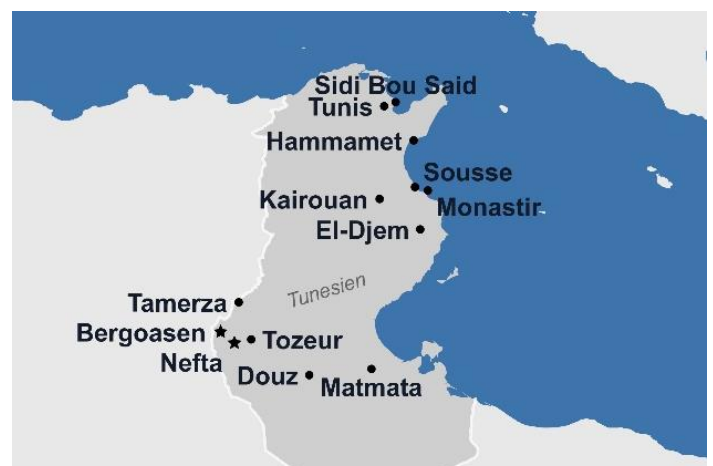 Sidi Bou Said
Tunis
Hammamet
Sousse
Kairouan
Monastir
El-Djem
Tunesien
Tamerza
Bergoasen
Tozeur
Nefta
Douz
Matmata